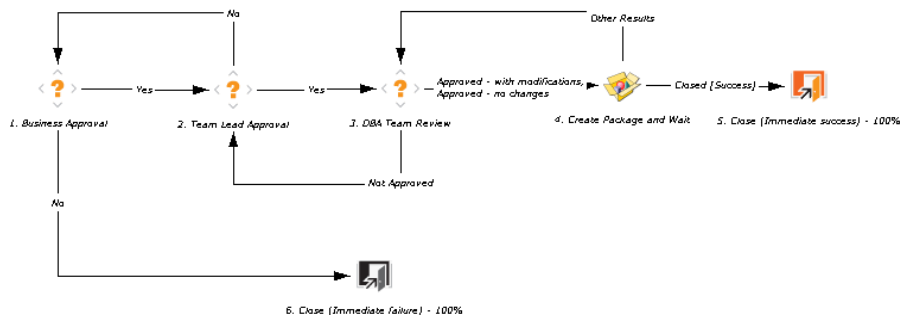 No
Other Results
Yes
Yes
Approved - with modifications,
Approved - no changes
Closed [Success]
1. Business Approval
2. Team Lead Approval
3. DBA Team Review
4. Create Package and Wait
5. Close (Immediate success) - 100%
Not Approved
No
6. Close (Immediate failure) - 100%